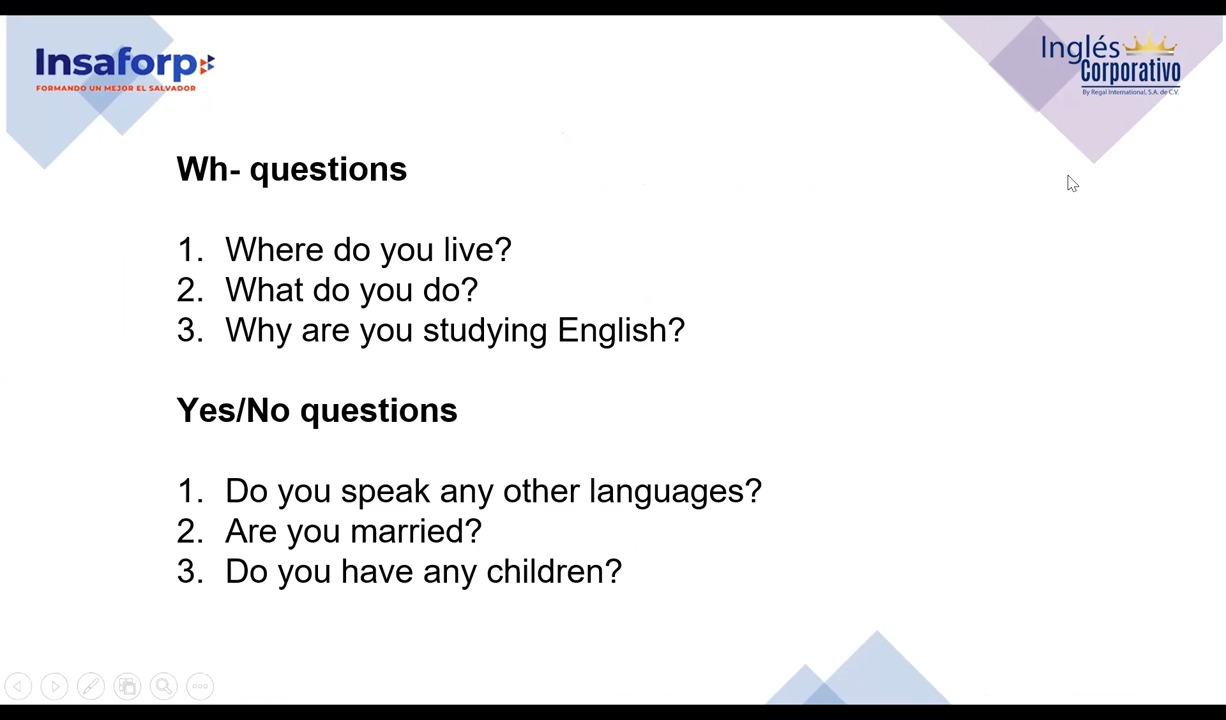 Insaforp
FORMANDO UN MEJOR EL SALVADOR
Inglés
Corporativo
By Regal International, S.A. de C.V.
Wh- questions
1. Where do you live?
2. What do you do?
3. Why are you studying English?
Yes/No questions
1. Do you speak any other languages?
2. Are you married?
3. Do you have any children?